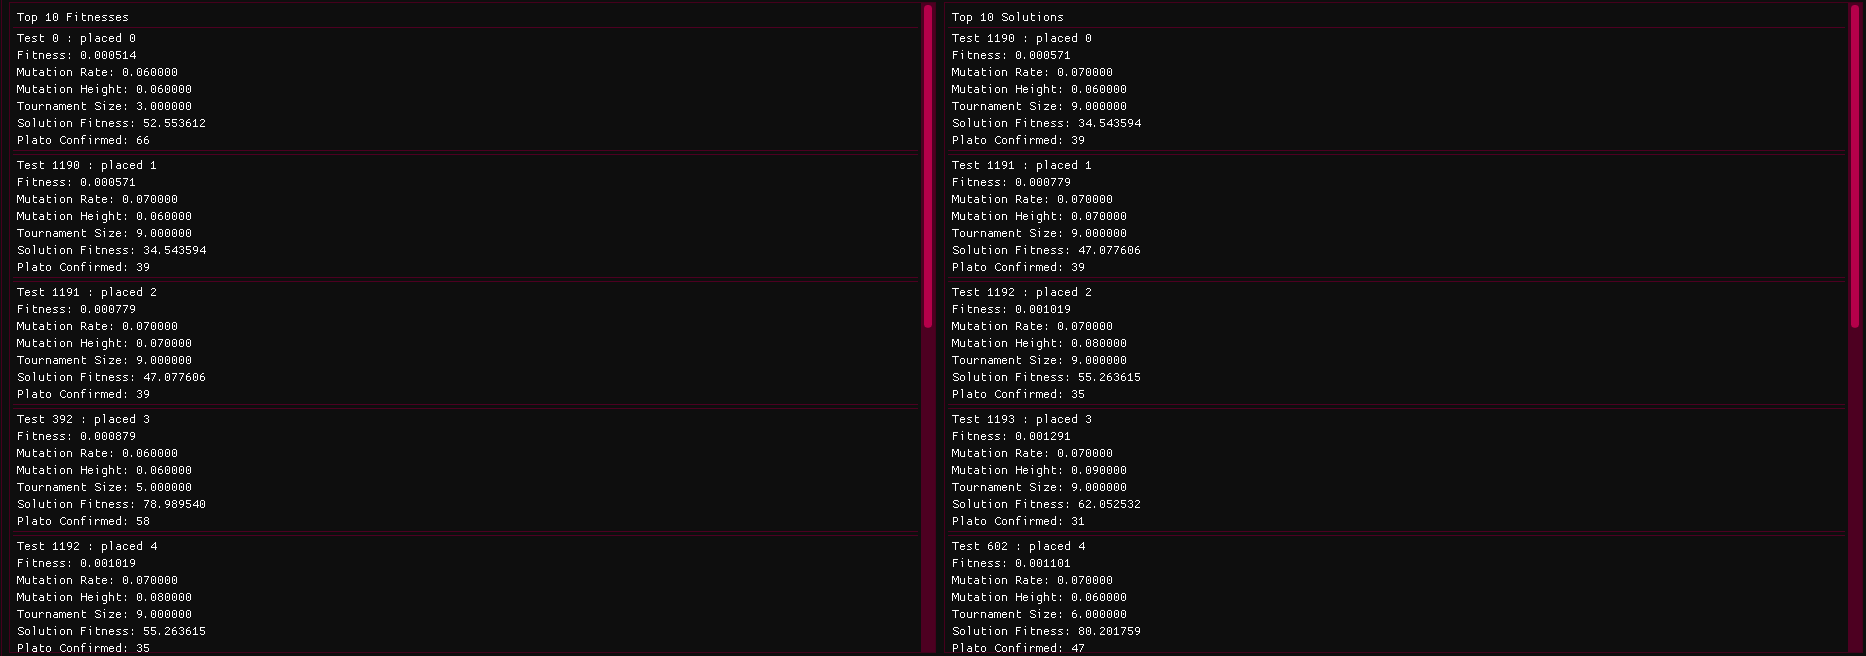 Top 10 Fitnesses
Test 0 : placed 0
Fitness: 0.000514
Mutation Rate: 0.060000
Mutation Height: 0.060000
Tournament Size: 3.000000
Solution Fitness: 52.553612
Plato Confirmed: 66
Test 1190 : placed 1
Fitness: 0.000571
Mutation Rate: 0.070000
Mutation Height: 0.060000
Tournament Size: 9.000000
Solution Fitness: 34.543594
Plato Confirmed: 39
Test 1191 : placed 2
Fitness: 0.000779
Mutation Rate: 0.070000
Mutation Height: 0.070000
Tournament Size: 9.000000
Solution Fitness: 47.077606
Plato Confirmed: 39
Test 392 : placed 3
Fitness: 0.000879
Mutation Rate: 0.060000
Mutation Height: 0.060000
Tournament Size: 5.000000
Solution Fitness: 78.989540
Plato Confirmed: 58
Test 1192 : placed 4
Fitness: 0.001019
Mutation Rate: 0.070000
Mutation Height: 0.080000
Tournament Size: 9.000000
Solution Fitness: 55.263615
Plato Confirmed: 35
Top 10 Solutions
Test 1190 : placed 0
Fitness: 0.000571
Mutation Rate: 0.070000
Mutation Height: 0.060000
Tournament Size: 9.000000
Solution Fitness: 34.543594
Plato Confirmed: 39
Test 1191 : placed 1
Fitness: 0.000779
Mutation Rate: 0.070000
Mutation Height: 0.070000
Tournament Size: 9.000000
Solution Fitness: 47.077606
Plato Confirmed: 39
Test 1192 : placed 2
Fitness: 0.001019
Mutation Rate: 0.070000
Mutation Height: 0.080000
Tournament Size: 9.000000
Solution Fitness: 55.263615
Plato Confirmed: 35
Test 1193 : placed 3
Fitness: 0.001291
Mutation Rate: 0.070000
Mutation Height: 0.090000
Tournament Size: 9.000000
Solution Fitness: 62.052532
Plato Confirmed: 31
Test 602 : placed 4
Fitness: 0.001101
Mutation Rate: 0.070000
Mutation Height: 0.060000
Tournament Size: 6.000000
Solution Fitness: 80.201759
Plato Confirmed: 47